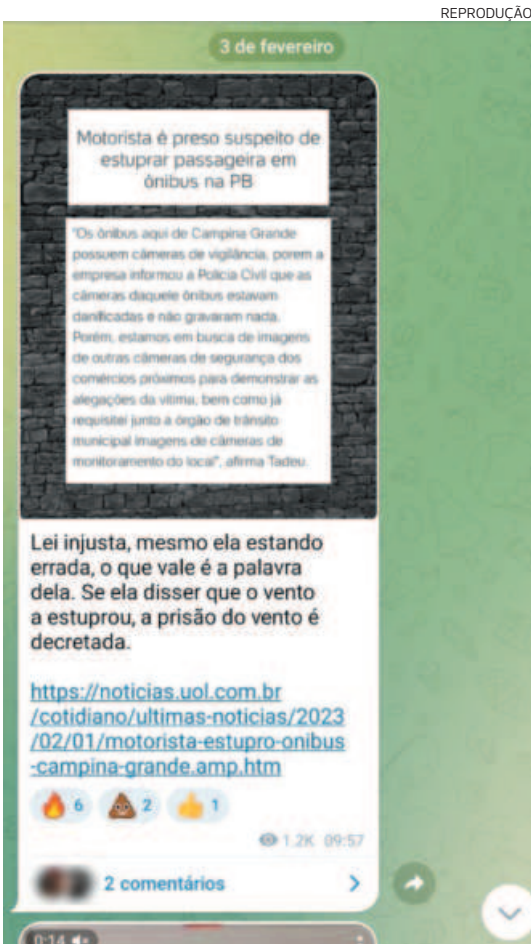 REPRODUÇÃO
3 de fevereiro
Motorista é preso suspeito de
estuprar passageira em
ônibus na PB
"Os ônibus aqui de Campina Grande
possuem câmeras de vigilância, porem a
empresa informou a Polícia Civil que as
câmeras daquele ônibus estavam
danificadas e não gravaram nada.
Porém, estamos em busca de imagens
de outras câmeras de segurança dos
comércios próximos para demonstrar as
alegações da vítima, bem como já
requisitei junto a órgão de trânsito
municipal imagens de câmeras de
monitoramento do local", afirma Tadeu.
Lei injusta, mesmo ela estando
errada, o que vale é a palavra
dela. Se ela disser que o vento
a estuprou, a prisão do vento é
decretada.
https://noticias.uol.com.br
/cotidiano/ultimas-noticias/2023
/02/01/motorista-estupro-onibus
-campina-grande.amp.htm
6 2 1
1.2K 09:57
2 comentários
0:14